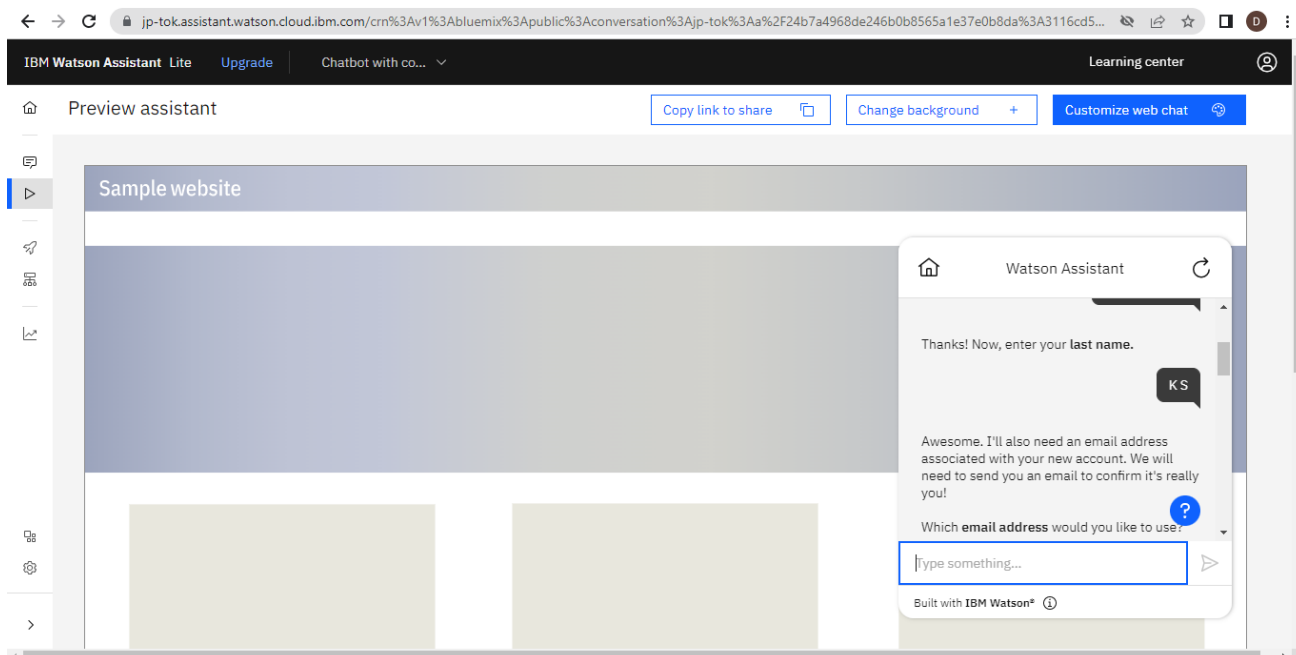 jp-tok.assistant.watson.cloud.ibm.com/crn%3Av1%3Abluemix%3Apublic%3Aconversation%3Ajp-tok%3Aa%2F24b7a4968de246b0b8565a1e37e0b8da%3A3116cd5...
D
IBM Watson Assistant Lite Upgrade Chatbot with co... Learning center
Preview assistant Copy link to share Change background + Customize web chat
Sample website
Watson Assistant
Thanks! Now, enter your last name.
K S
Awesome. I'll also need an email address
associated with your new account. We will
need to send you an email to confirm it's really
you!
?
Which email address would you like to use?
Type something...
Built with IBM Watson®